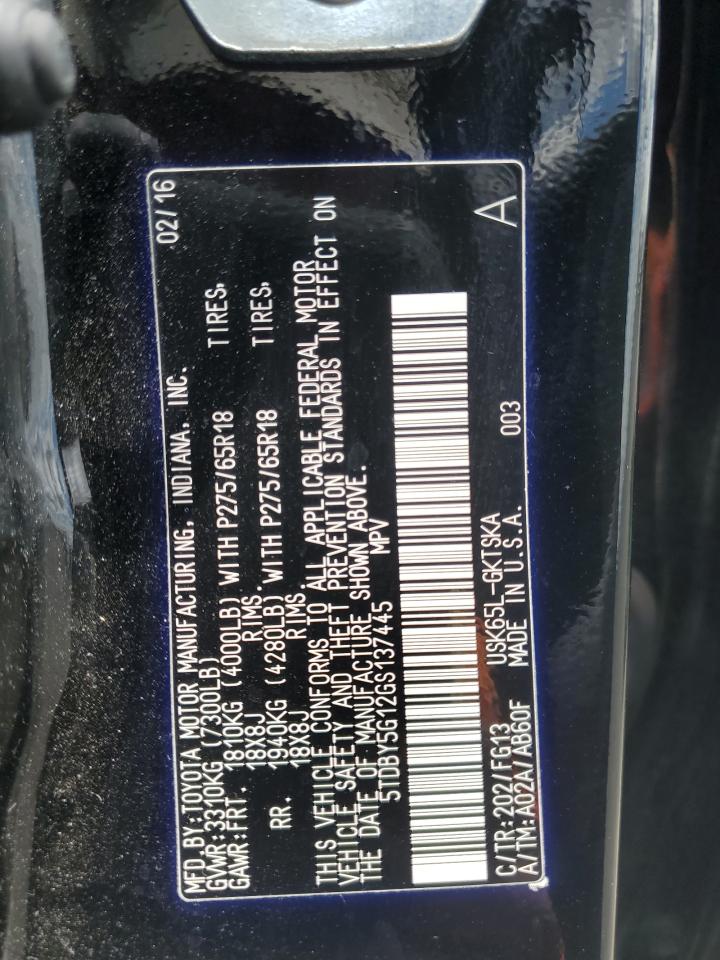 MFD BY:TOYOTA MOTOR MANUFACTURING, INDIANA, INC. 02/16
GVWR:3310KG (7300LB)
GAWR:FRT. 1810KG (4000LB) WITH P275/65R18 TIRES,
18X8J RIMS.
RR. 1940KG (4280LB) WITH P275/65R18 TIRES,
18X8J RIMS.
THIS VEHICLE CONFORMS TO ALL APPLICABLE FEDERAL MOTOR
VEHICLE SAFETY AND THEFT PREVENTION STANDARDS IN EFFECT ON
THE DATE OF MANUFACTURE SHOWN ABOVE.
5TDBY5G12GS137445 MPV
C/TR:202/FG13 USK65L-GKTSKA 003 A
A/TM:A02A/AB60F MADE IN U.S.A.